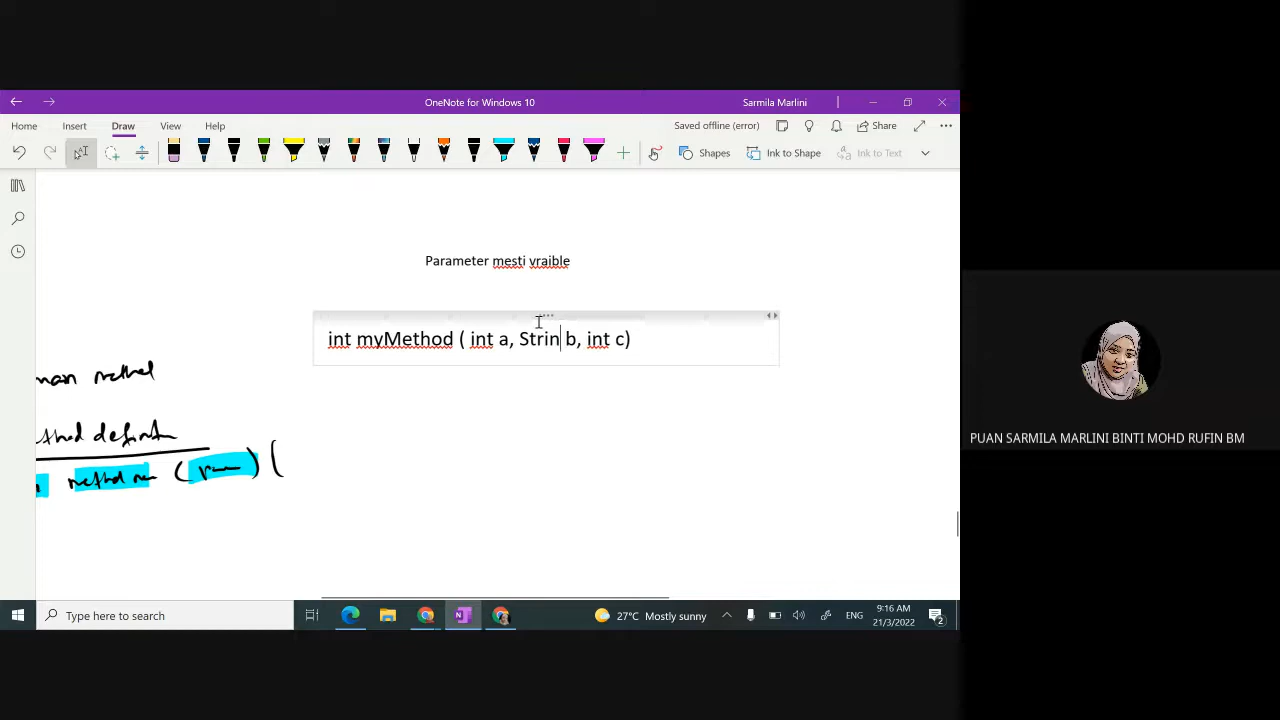 OneNote for Windows 10
Sarmila Marlini
Home Insert Draw View Help
Saved offline (error)
Share
Shapes
Ink to Shape
Ink to Text
Parameter mesti vraible
int myMethod ( int a, Strin b, int c)
method
(
PUAN SARMILA MARLINI BINTI MOHD RUFIN BM
Type here to search
27°C Mostly sunny
ENG
9:16 AM
21/3/2022
2